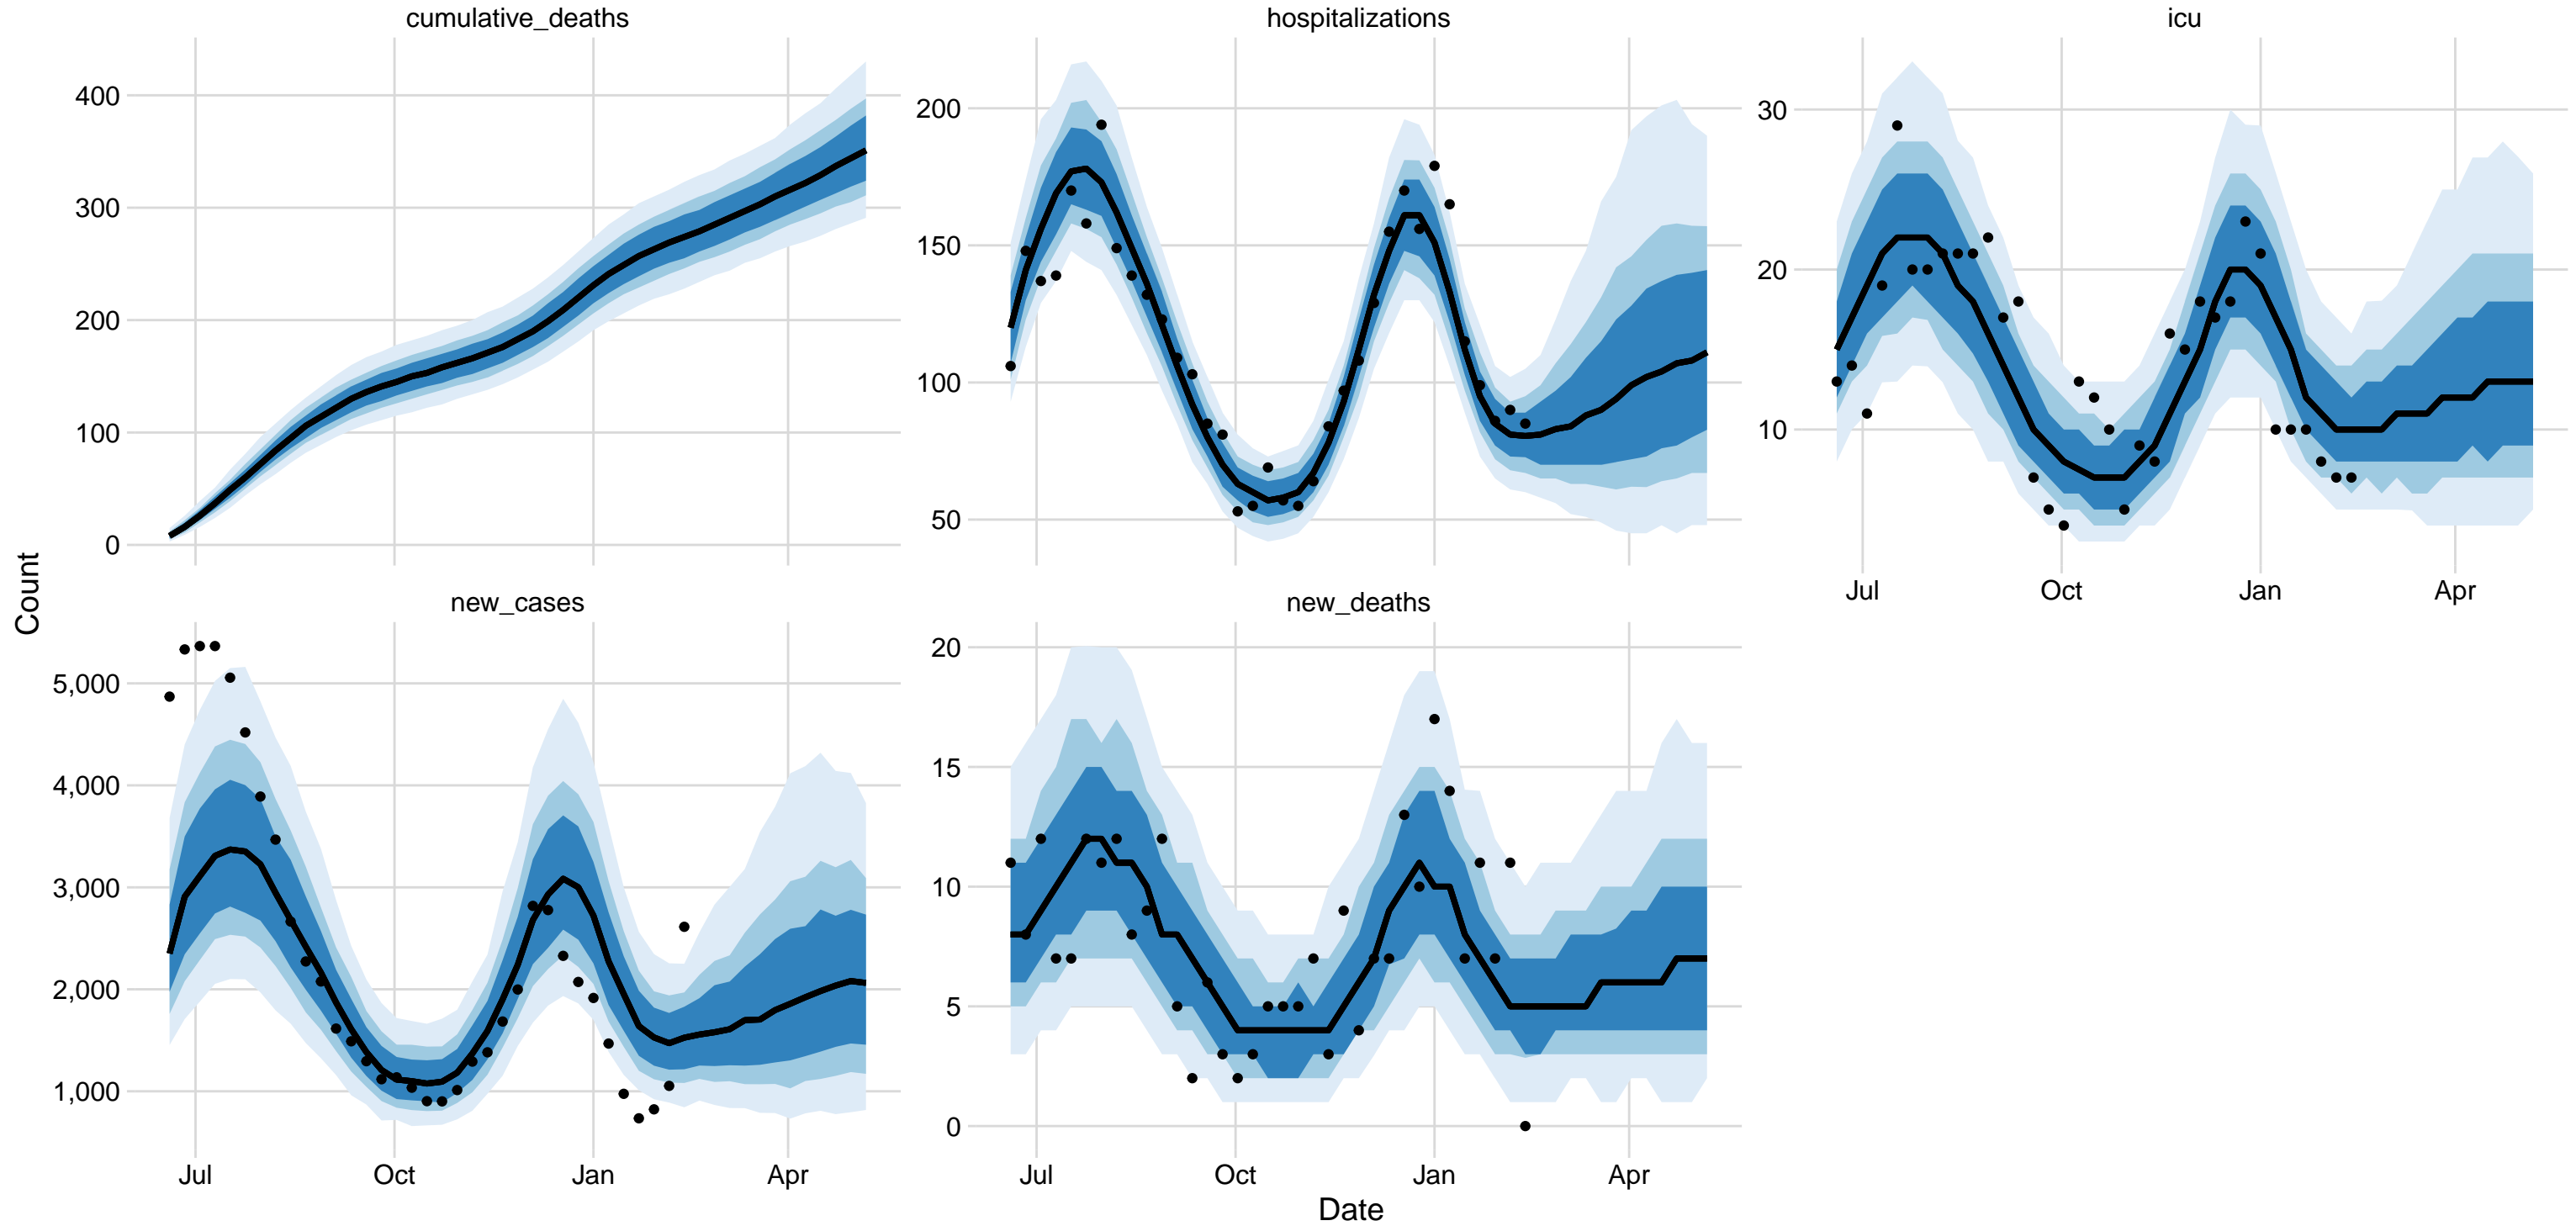 cumulative_deaths
400
300
200
100
0
hospitalizations
200
150
100
50
icu
30
20
10
Jul Oct Jan Apr
Count
new_cases
5,000
4,000
3,000
2,000
1,000
Jul Oct Jan Apr
new_deaths
20
15
10
5
0
Jul Oct Jan Apr
Date